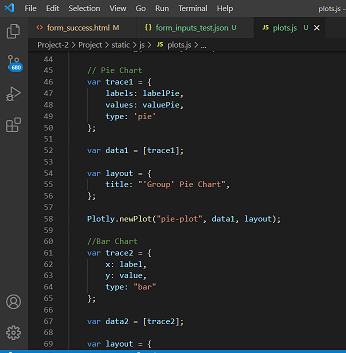 File Edit Selection View Go Run Terminal Help plots.js -
form_success.html U form_inputs_test.json U plots.js U
Project-2 > Project > static > js > plots.js > ...
44
45 // Pie Chart
46 var trace1 = {
47 labels: labelPie,
48 values: valuePie,
49 type: 'pie'
50 };
51
52 var data1 = [trace1];
53
54 var layout = {
55 title: "'Group' Pie Chart",
56 };
57
58 Plotly.newPlot("pie-plot", data1, layout);
59
60 //Bar Chart
61 var trace2 = {
62 x: label,
63 y: value,
64 type: "bar"
65 };
66
67 var data2 = [trace2];
68
69 var layout = {
680